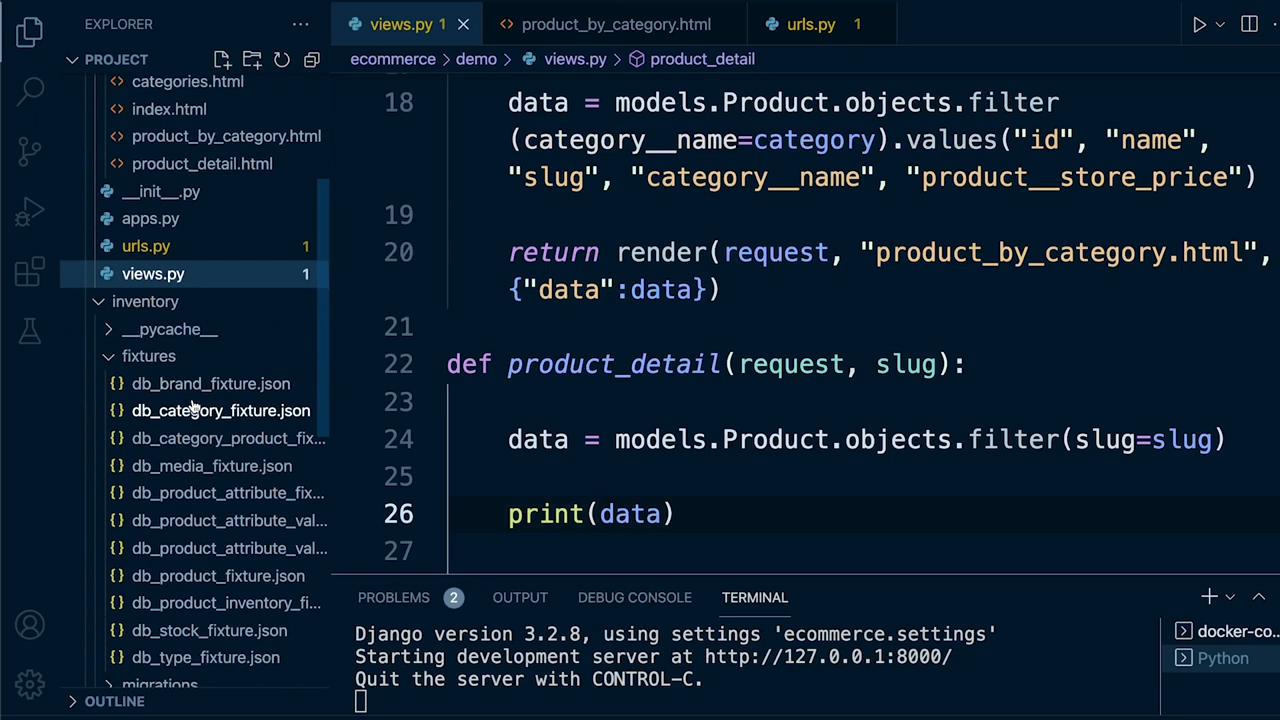 EXPLORER
PROJECT
categories.html
index.html
product_by_category.html
product_detail.html
__init__.py
apps.py
urls.py 1
views.py 1
inventory
__pycache__
fixtures
db_brand_fixture.json
db_category_fixture.json
db_category_product_fix...
db_media_fixture.json
db_product_attribute_fix...
db_product_attribute_val...
db_product_attribute_val...
db_product_fixture.json
db_product_inventory_fi...
db_stock_fixture.json
db_type_fixture.json
migrations
OUTLINE
views.py 1
product_by_category.html
urls.py 1
ecommerce > demo > views.py > product_detail
18 data = models.Product.objects.filter
(category__name=category).values("id", "name",
"slug", "category__name", "product__store_price")
19
20 return render(request, "product_by_category.html",
{"data":data})
21
22 def product_detail(request, slug):
23
24 data = models.Product.objects.filter(slug=slug)
25
26 print(data)
27
PROBLEMS 2 OUTPUT DEBUG CONSOLE TERMINAL
Django version 3.2.8, using settings 'ecommerce.settings'
Starting development server at http://127.0.0.1:8000/
Quit the server with CONTROL-C.
docker-co...
Python